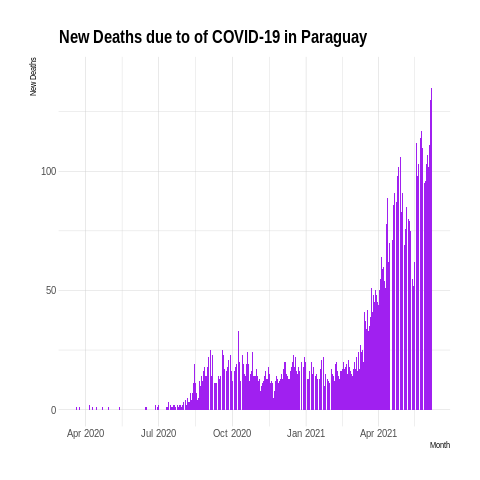 New Deaths due to of COVID-19 in Paraguay
New Deaths
100
50
0
Apr 2020 Jul 2020 Oct 2020 Jan 2021 Apr 2021
Month